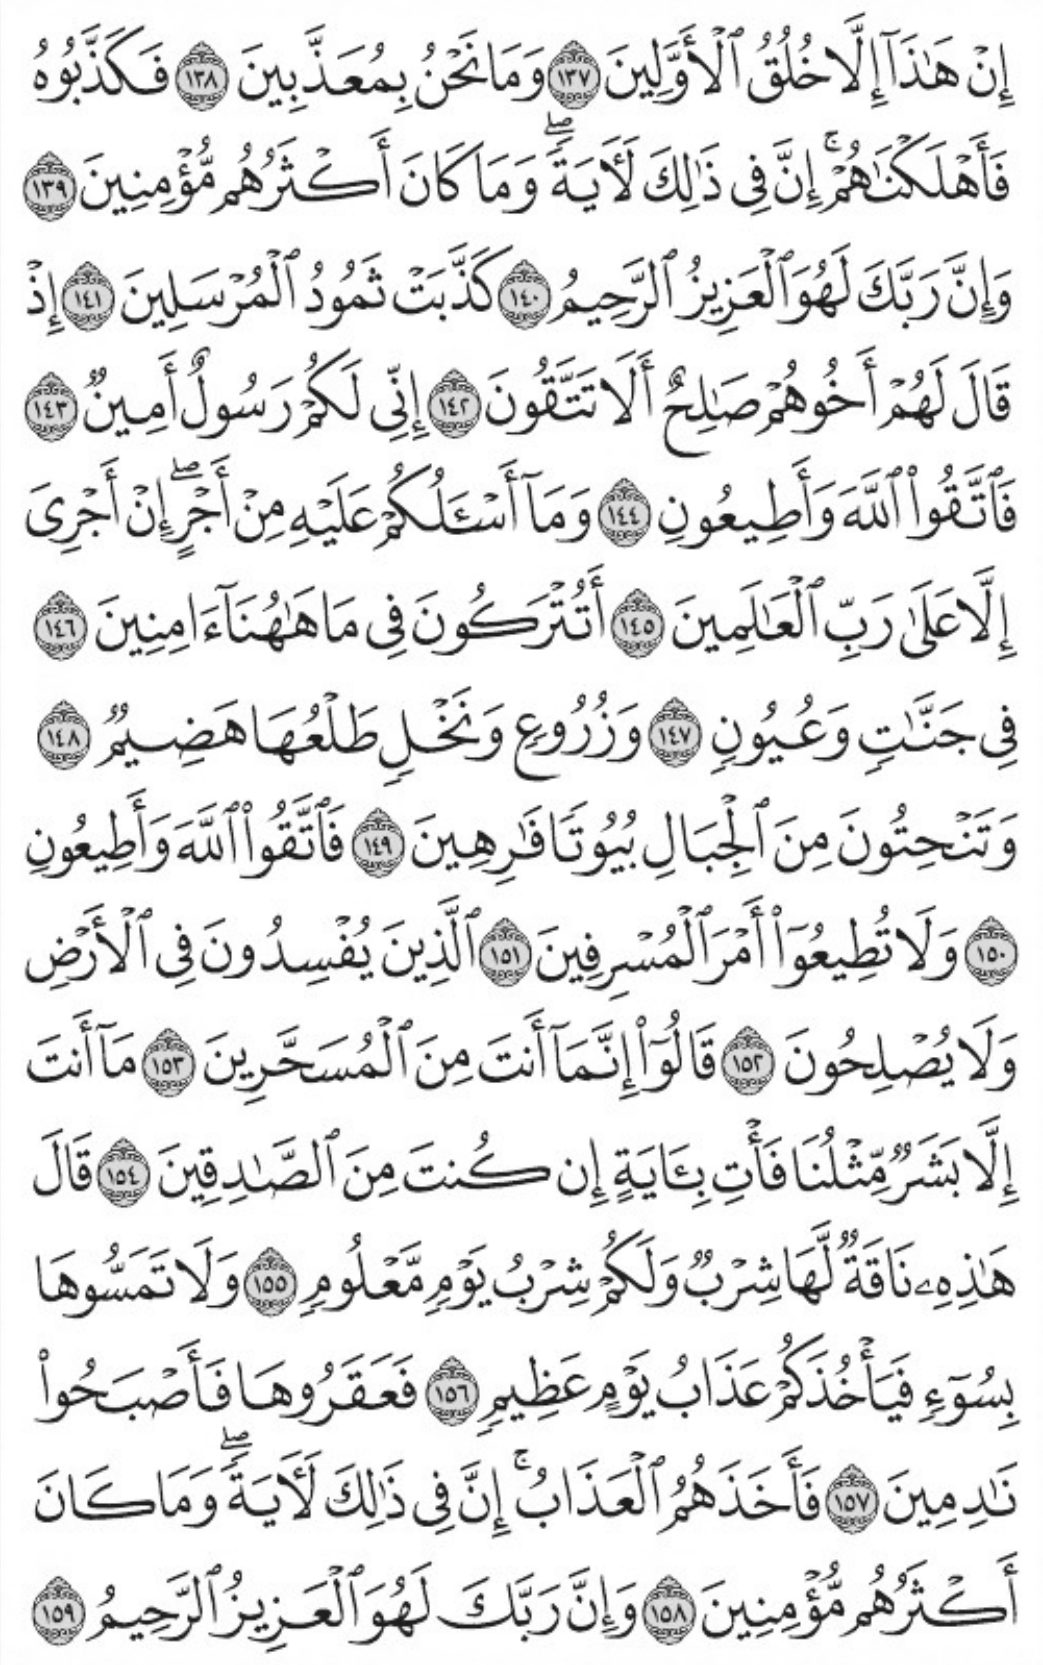 إِنْ هَٰذَآ إِلَّا خُلُقُ ٱلْأَوَّلِينَ ١٣٧ وَمَا نَحْنُ بِمُعَذَّبِينَ ١٣٨ فَكَذَّبُوهُ
فَأَهْلَكْنَٰهُمْ ۚ إِنَّ فِى ذَٰلِكَ لَـَٔايَةً ۖ وَمَا كَانَ أَكْثَرُهُم مُّؤْمِنِينَ ١٣٩
وَإِنَّ رَبَّكَ لَهُوَ ٱلْعَزِيزُ ٱلرَّحِيمُ ١٤٠ كَذَّبَتْ ثَمُودُ ٱلْمُرْسَلِينَ ١٤١ إِذْ
قَالَ لَهُمْ أَخُوهُمْ صَٰلِحٌ أَلَا تَتَّقُونَ ١٤٢ إِنِّى لَكُمْ رَسُولٌ أَمِينٌ ١٤٣
فَٱتَّقُوا۟ ٱللَّهَ وَأَطِيعُونِ ١٤٤ وَمَآ أَسْـَٔلُكُمْ عَلَيْهِ مِنْ أَجْرٍ ۖ إِنْ أَجْرِىَ
إِلَّا عَلَىٰ رَبِّ ٱلْعَٰلَمِينَ ١٤٥ أَتُتْرَكُونَ فِى مَا هَٰهُنَآ ءَامِنِينَ ١٤٦
فِى جَنَّٰتٍ وَعُيُونٍ ١٤٧ وَزُرُوعٍ وَنَخْلٍ طَلْعُهَا هَضِيمٌ ١٤٨
وَتَنْحِتُونَ مِنَ ٱلْجِبَالِ بُيُوتًا فَٰرِهِينَ ١٤٩ فَٱتَّقُوا۟ ٱللَّهَ وَأَطِيعُونِ
١٥٠ وَلَا تُطِيعُوٓا۟ أَمْرَ ٱلْمُسْرِفِينَ ١٥١ ٱلَّذِينَ يُفْسِدُونَ فِى ٱلْأَرْضِ
وَلَا يُصْلِحُونَ ١٥٢ قَالُوٓا۟ إِنَّمَآ أَنتَ مِنَ ٱلْمُسَحَّرِينَ ١٥٣ مَآ أَنتَ
إِلَّا بَشَرٌ مِّثْلُنَا فَأْتِ بِـَٔايَةٍ إِن كُنتَ مِنَ ٱلصَّٰدِقِينَ ١٥٤ قَالَ
هَٰذِهِۦ نَاقَةٌ لَّهَا شِرْبٌ وَلَكُمْ شِرْبُ يَوْمٍ مَّعْلُومٍ ١٥٥ وَلَا تَمَسُّوهَا
بِسُوٓءٍ فَيَأْخُذَكُمْ عَذَابُ يَوْمٍ عَظِيمٍ ١٥٦ فَعَقَرُوهَا فَأَصْبَحُوا۟
نَٰدِمِينَ ١٥٧ فَأَخَذَهُمُ ٱلْعَذَابُ ۗ إِنَّ فِى ذَٰلِكَ لَـَٔايَةً ۖ وَمَا كَانَ
أَكْثَرُهُم مُّؤْمِنِينَ ١٥٨ وَإِنَّ رَبَّكَ لَهُوَ ٱلْعَزِيزُ ٱلرَّحِيمُ ١٥٩